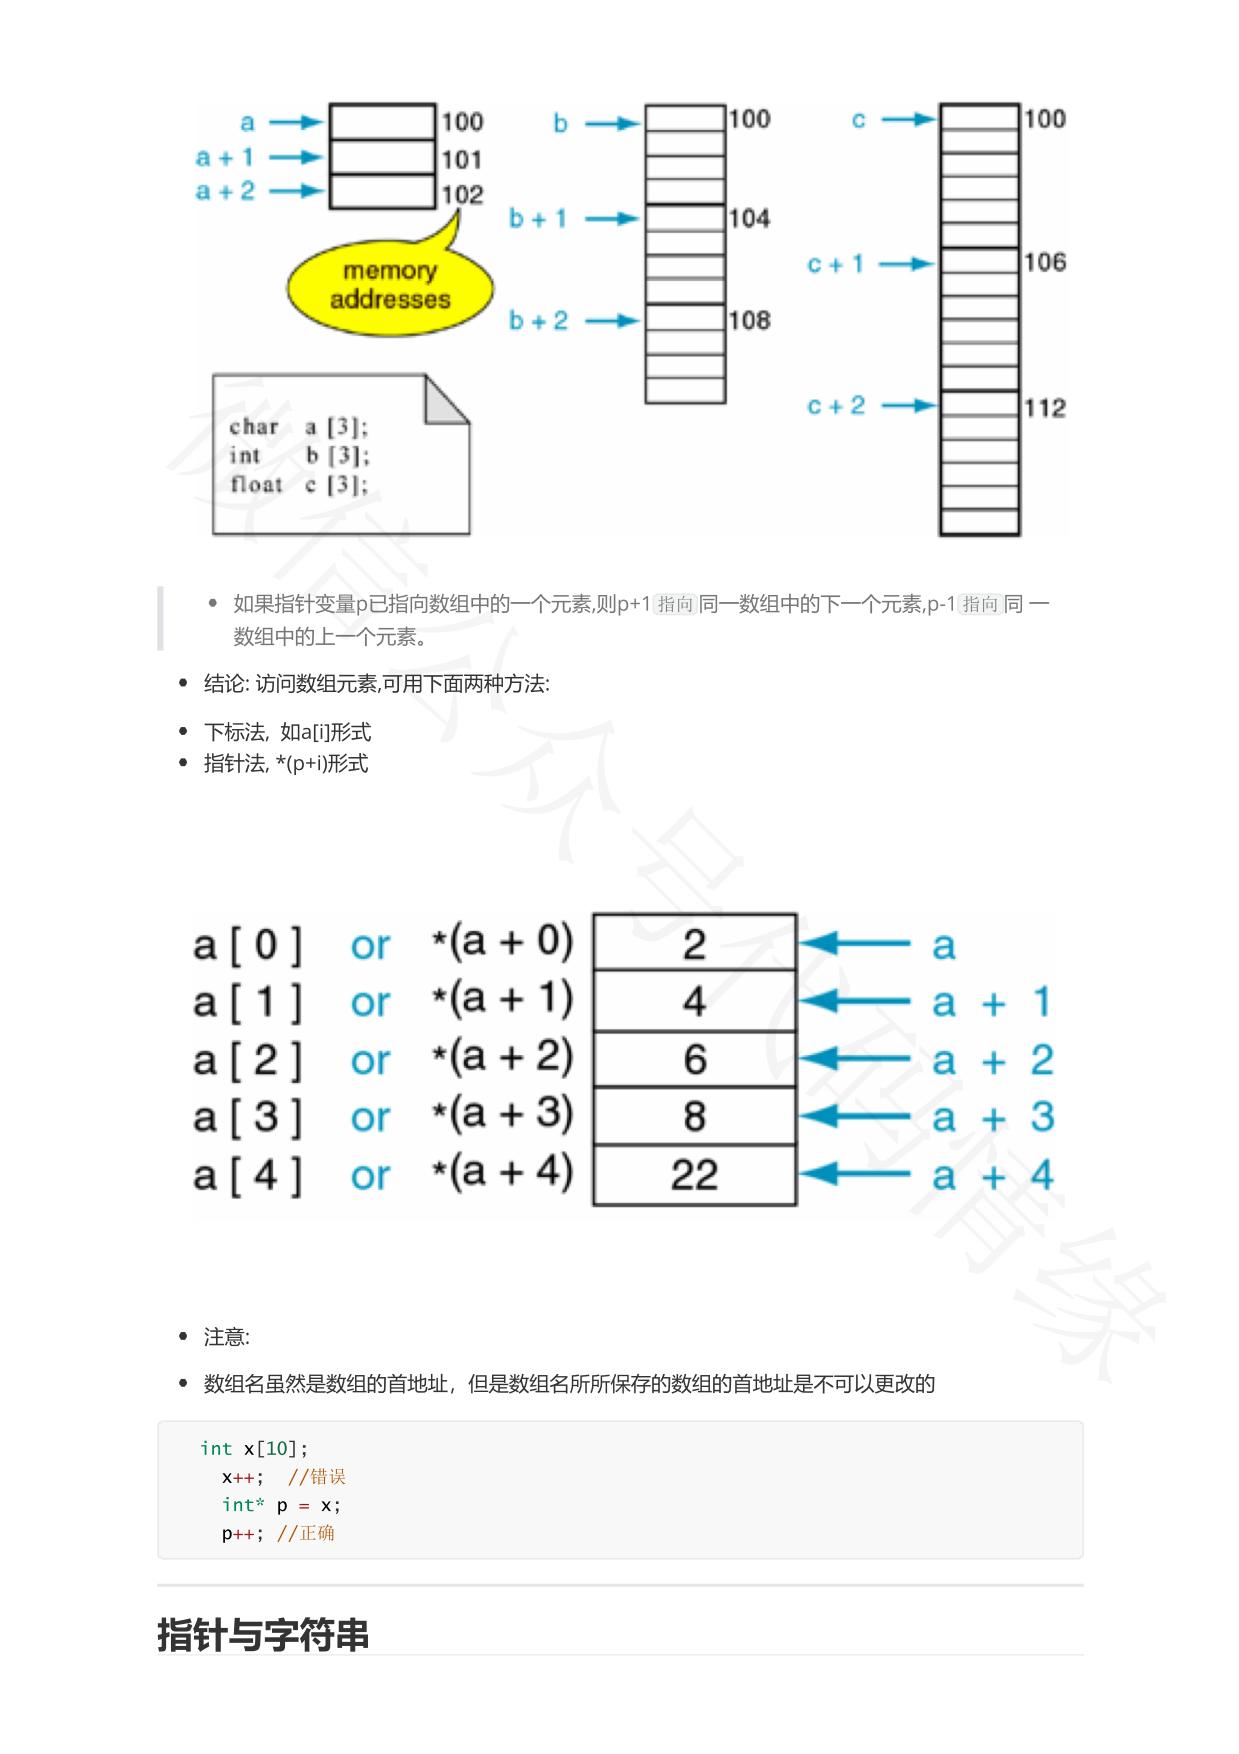 a 100 b 100 c 100
a + 1 101
a + 2 102
b + 1 104
memory
addresses
c + 1 106
b + 2 108
c + 2 112
char a [3];
int b [3];
float c [3];
如果指针变量p已指向数组中的一个元素,则p+1指向同一数组中的下一个元素,p-1指向同 一
数组中的上一个元素。
结论: 访问数组元素,可用下面两种方法:
下标法, 如a[i]形式
指针法, *(p+i)形式
a [ 0 ] or *(a + 0) 2 a
a [ 1 ] or *(a + 1) 4 a + 1
a [ 2 ] or *(a + 2) 6 a + 2
a [ 3 ] or *(a + 3) 8 a + 3
a [ 4 ] or *(a + 4) 22 a + 4
注意:
数组名虽然是数组的首地址，但是数组名所所保存的数组的首地址是不可以更改的
int x[10];
x++; //错误
int* p = x;
p++; //正确
指针与字符串
微信公众号代码情缘